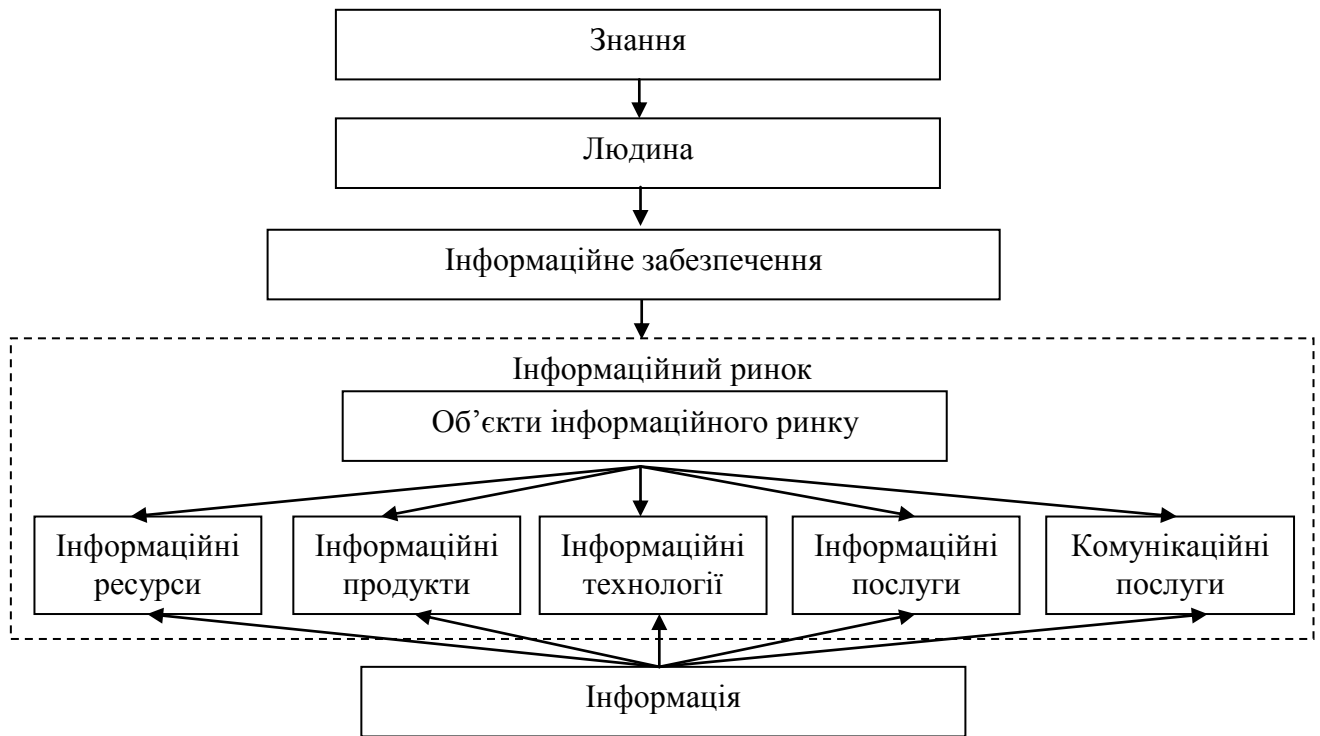 Знання
Людина
Інформаційне забезпечення
Інформаційний ринок
Об’єкти інформаційного ринку
Інформаційні
ресурси
Інформаційні
продукти
Інформаційні
технології
Інформаційні
послуги
Комунікаційні
послуги
Інформація